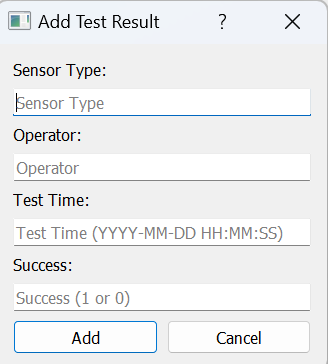 Add Test Result ?
Sensor Type:
Sensor Type
Operator:
Operator
Test Time:
Test Time (YYYY-MM-DD HH:MM:SS)
Success:
Success (1 or 0)
Add Cancel